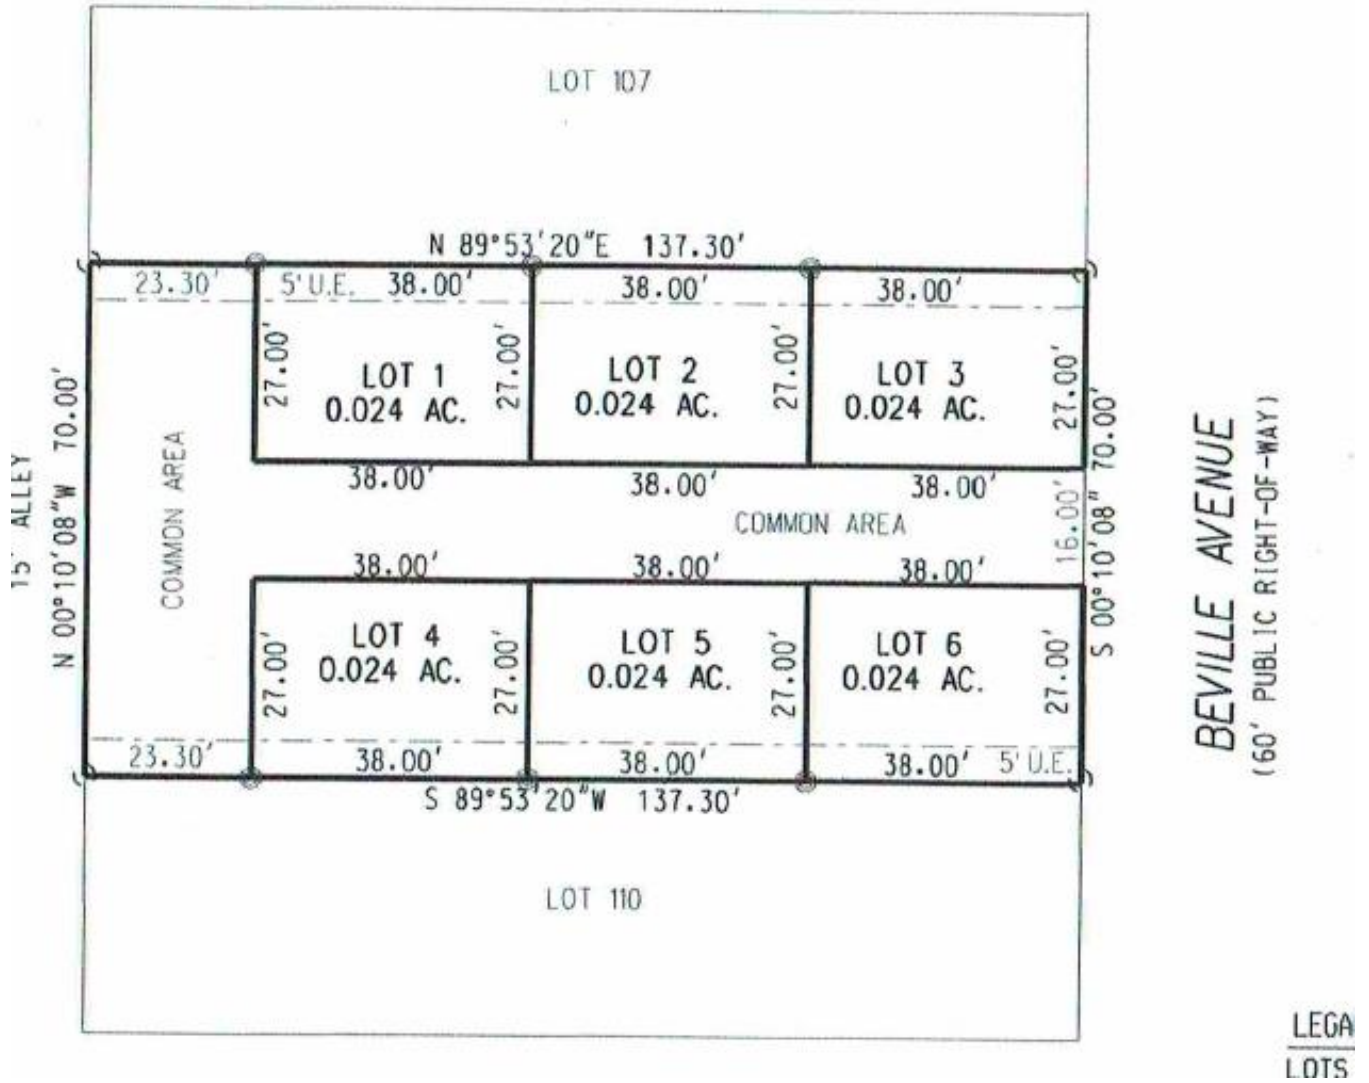 LOT 107
N 89°53'20"E 137.30'
23.30' 5' U.E. 38.00' 38.00' 38.00'
27.00' 27.00' 27.00' 27.00'
LOT 1
0.024 AC.
LOT 2
0.024 AC.
LOT 3
0.024 AC.
38.00' 38.00' 38.00'
15' ALLEY
N 00°10'08"W 70.00'
COMMON AREA
COMMON AREA
16.00'
S 00°10'08" 70.00'
BEVILLE AVENUE
(60' PUBLIC RIGHT-OF-WAY)
38.00' 38.00' 38.00'
27.00' 27.00' 27.00' 27.00'
LOT 4
0.024 AC.
LOT 5
0.024 AC.
LOT 6
0.024 AC.
23.30' 38.00' 38.00' 38.00' 5' U.E.
S 89°53'20"W 137.30'
LOT 110
LEGA
LOTS